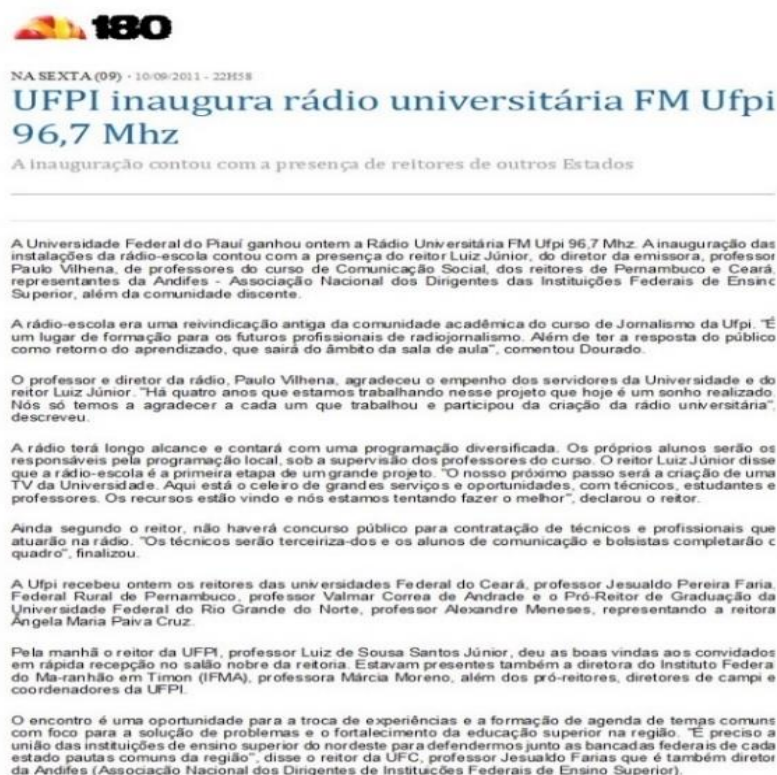 180
NA SEXTA (09) • 10/09/2011 - 22H58
UFPI inaugura rádio universitária FM Ufpi
96,7 Mhz
A inauguração contou com a presença de reitores de outros Estados
A Universidade Federal do Piauí ganhou ontem a Rádio Universitária FM Ufpi 96,7 Mhz. A inauguração das
instalações da rádio-escola contou com a presença do reitor Luiz Júnior, do diretor da emissora, professor
Paulo Vilhena, de professores do curso de Comunicação Social, dos reitores de Pernambuco e Ceará,
representantes da Andifes - Associação Nacional dos Dirigentes das Instituições Federais de Ensino
Superior, além da comunidade discente.
A rádio-escola era uma reivindicação antiga da comunidade acadêmica do curso de Jornalismo da Ufpi. "É
um lugar de formação para os futuros profissionais de radiojornalismo. Além de ter a resposta do público
como retorno do aprendizado, que sairá do âmbito da sala de aula", comentou Dourado.
O professor e diretor da rádio, Paulo Vilhena, agradeceu o empenho dos servidores da Universidade e do
reitor Luiz Júnior. "Há quatro anos que estamos trabalhando nesse projeto que hoje é um sonho realizado.
Nós só temos a agradecer a cada um que trabalhou e participou da criação da rádio universitária",
descreveu.
A rádio terá longo alcance e contará com uma programação diversificada. Os próprios alunos serão os
responsáveis pela programação local, sob a supervisão dos professores do curso. O reitor Luiz Júnior disse
que a rádio-escola é a primeira etapa de um grande projeto. "O nosso próximo passo será a criação de uma
TV da Universidade. Aqui está o celeiro de grandes serviços e oportunidades, com técnicos, estudantes e
professores. Os recursos estão vindo e nós estamos tentando fazer o melhor", declarou o reitor.
Ainda segundo o reitor, não haverá concurso público para contratação de técnicos e profissionais que
atuarão na rádio. "Os técnicos serão terceiriza-dos e os alunos de comunicação e bolsistas completarão o
quadro", finalizou.
A Ufpi recebeu ontem os reitores das universidades Federal do Ceará, professor Jesualdo Pereira Faria,
Federal Rural de Pernambuco, professor Valmar Correa de Andrade e o Pró-Reitor de Graduação da
Universidade Federal do Rio Grande do Norte, professor Alexandre Meneses, representando a reitora
Ângela Maria Paiva Cruz.
Pela manhã o reitor da UFPI, professor Luiz de Sousa Santos Júnior, deu as boas vindas aos convidados
em rápida recepção no salão nobre da reitoria. Estavam presentes também a diretora do Instituto Federa
do Ma-ranhão em Timon (IFMA), professora Márcia Moreno, além dos pró-reitores, diretores de campi e
coordenadores da UFPI.
O encontro é uma oportunidade para a troca de experiências e a formação de agenda de temas comuns
com foco para a solução de problemas e o fortalecimento da educação superior na região. "É preciso a
união das instituições de ensino superior do nordeste para defendermos junto as bancadas federais de cada
estado pautas comuns da região", disse o reitor da UFC, professor Jesualdo Farias que é também diretor
da Andifes (Associação Nacional dos Dirigentes de Instituições Federais de Ensino Superior).